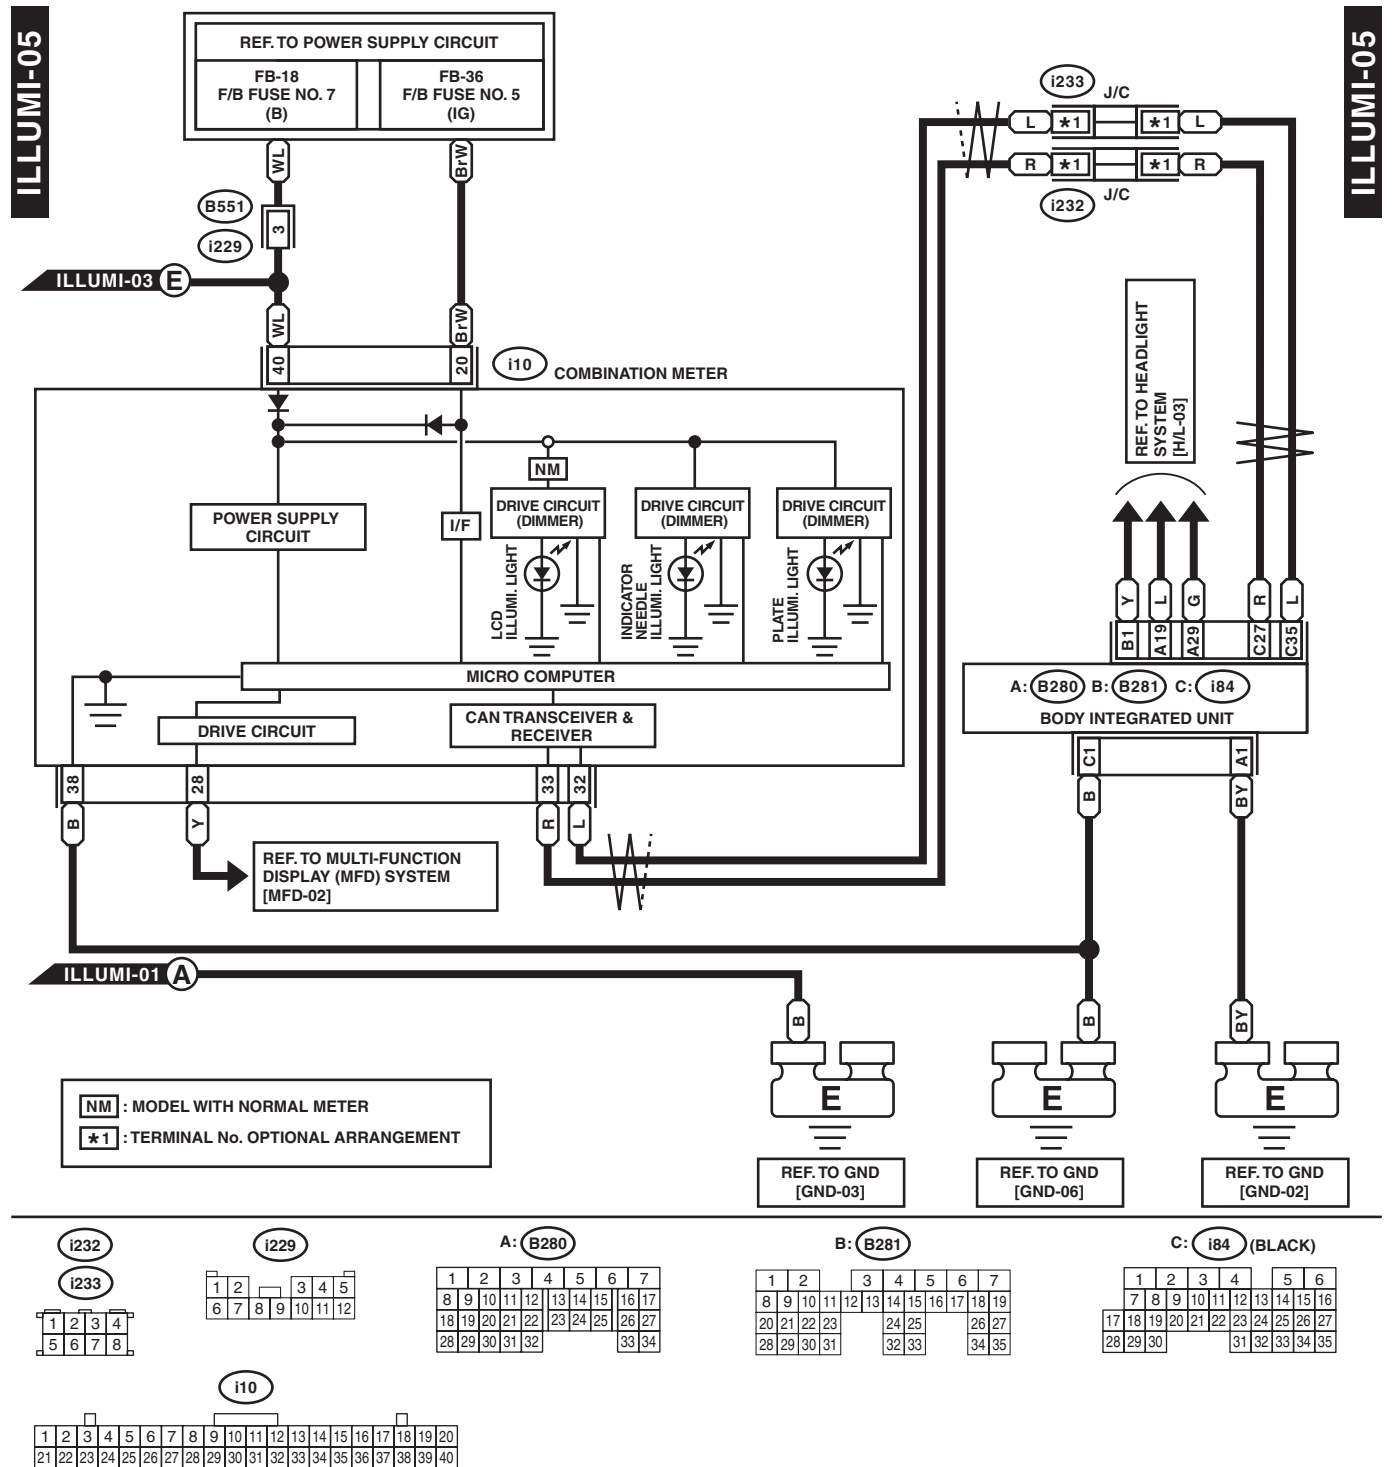 ILLUMI-05
ILLUMI-05
REF. TO POWER SUPPLY CIRCUIT
FB-18
F/B FUSE NO. 7
(B)
FB-36
F/B FUSE NO. 5
(IG)
WL
BrW
B551
3
i229
ILLUMI-03 E
WL
BrW
40
20
i10 COMBINATION METER
i233 J/C
L *1 *1 L
R *1 *1 R
i232 J/C
REF. TO HEADLIGHT
SYSTEM
[H/L-03]
NM
POWER SUPPLY
CIRCUIT
I/F
DRIVE CIRCUIT
(DIMMER)
DRIVE CIRCUIT
(DIMMER)
DRIVE CIRCUIT
(DIMMER)
LCD
ILLUMI. LIGHT
INDICATOR
NEEDLE
ILLUMI. LIGHT
PLATE
ILLUMI. LIGHT
Y L G R L
B1 A19 A29 C27 C35
MICRO COMPUTER
A: B280 B: B281 C: i84
BODY INTEGRATED UNIT
DRIVE CIRCUIT
CAN TRANSCEIVER &
RECEIVER
C1 A1
38 28 33 32
B BY
B Y R L
REF. TO MULTI-FUNCTION
DISPLAY (MFD) SYSTEM
[MFD-02]
ILLUMI-01 A
B B BY
E E E
REF. TO GND
[GND-03]
REF. TO GND
[GND-06]
REF. TO GND
[GND-02]
NM : MODEL WITH NORMAL METER
*1 : TERMINAL No. OPTIONAL ARRANGEMENT
i232
i233
1 2 3 4
5 6 7 8
i229
1 2 3 4 5
6 7 8 9 10 11 12
A: B280
1 2 3 4 5 6 7
8 9 10 11 12 13 14 15 16 17
18 19 20 21 22 23 24 25 26 27
28 29 30 31 32 33 34
B: B281
1 2 3 4 5 6 7
8 9 10 11 12 13 14 15 16 17 18 19
20 21 22 23 24 25 26 27
28 29 30 31 32 33 34 35
C: i84 (BLACK)
1 2 3 4 5 6
7 8 9 10 11 12 13 14 15 16
17 18 19 20 21 22 23 24 25 26 27
28 29 30 31 32 33 34 35
i10
1 2 3 4 5 6 7 8 9 10 11 12 13 14 15 16 17 18 19 20
21 22 23 24 25 26 27 28 29 30 31 32 33 34 35 36 37 38 39 40